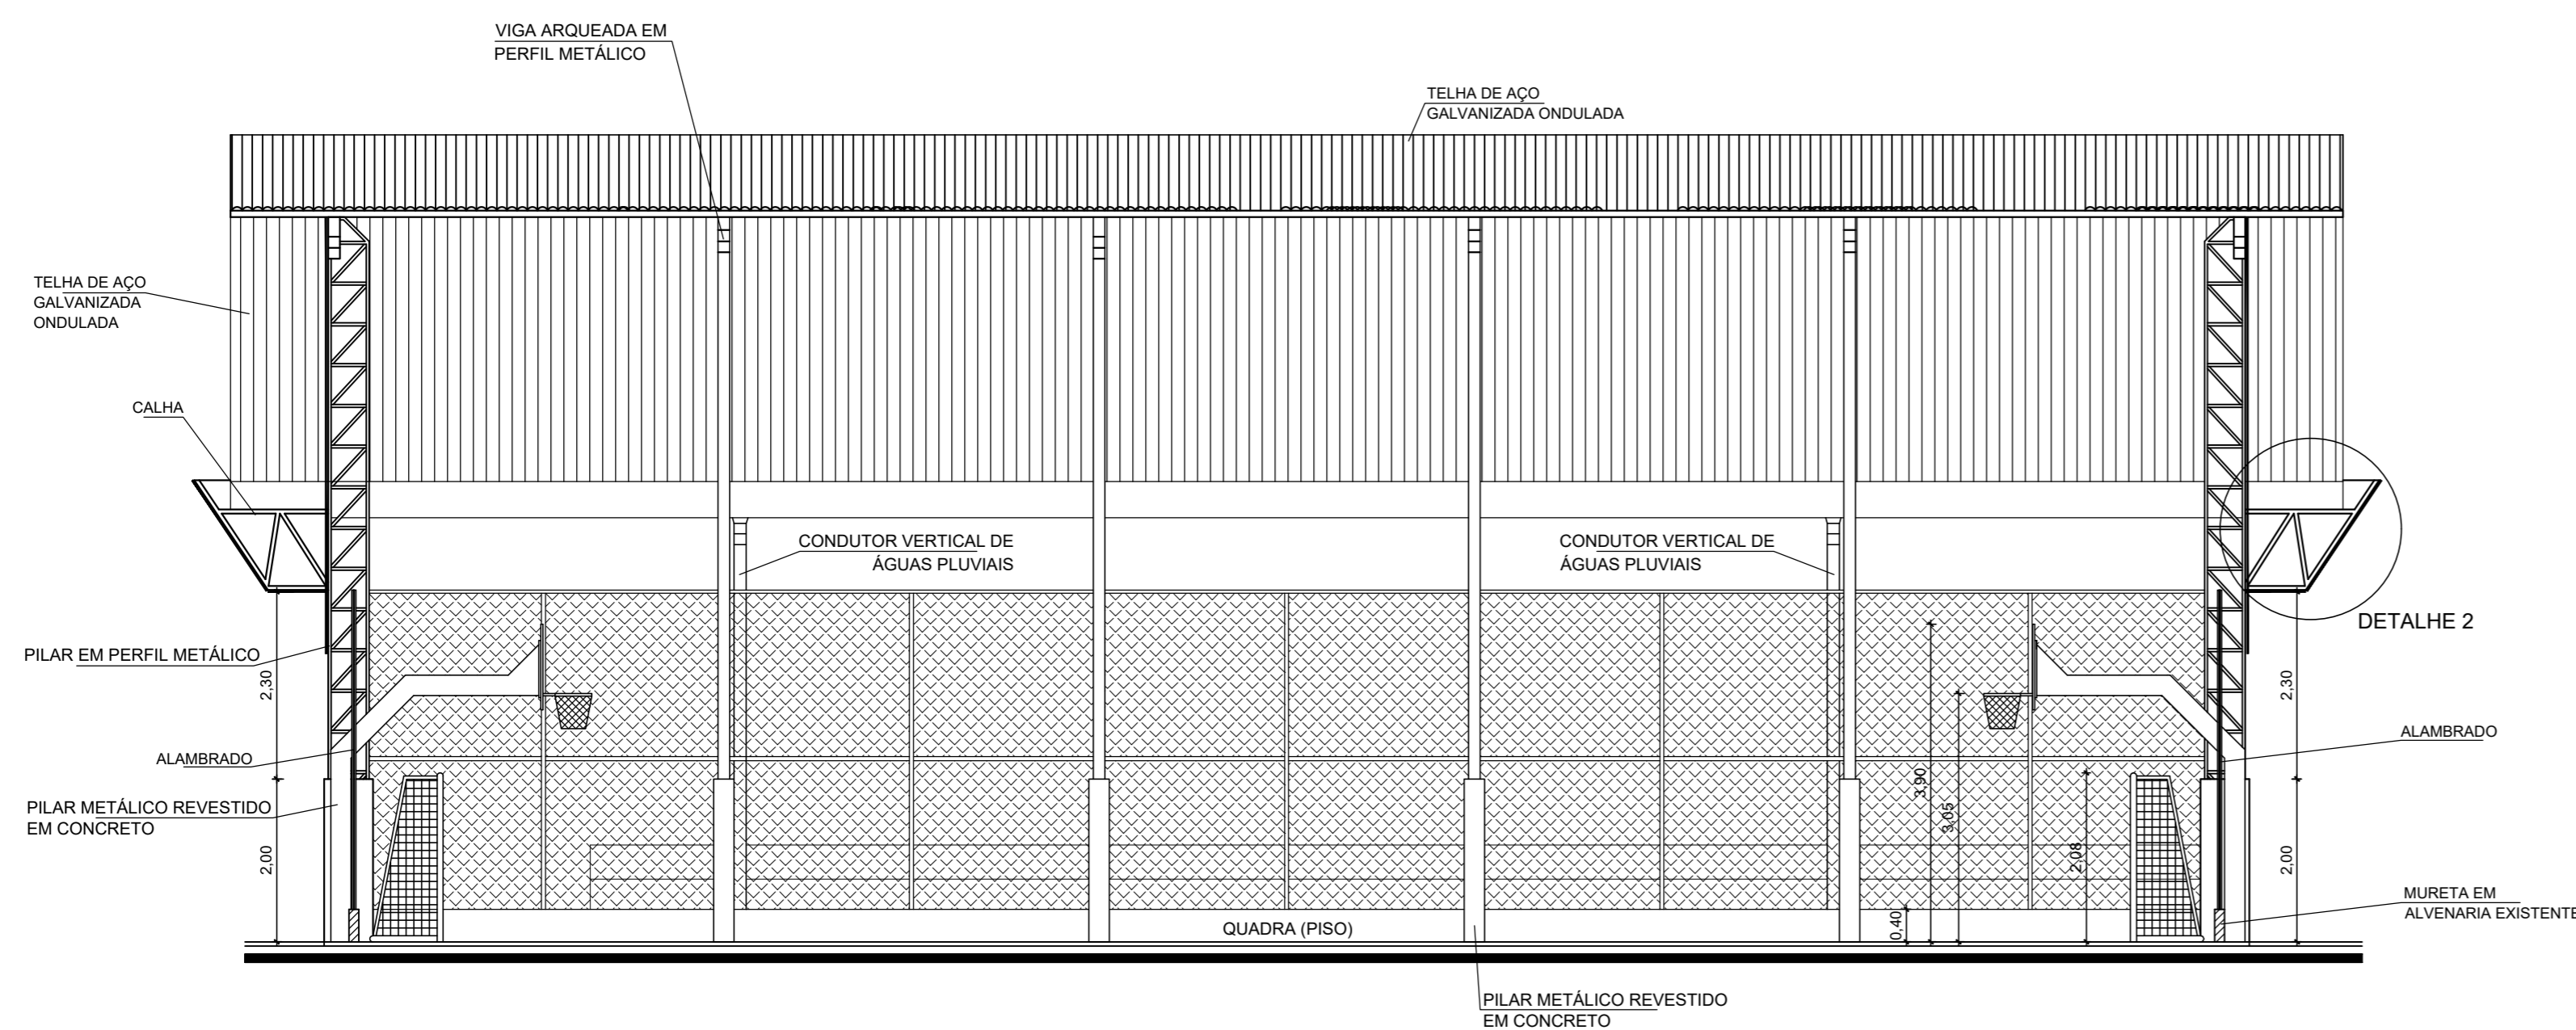 VIGA ARQUEADA EM
PERFIL METÁLICO
TELHA DE AÇO
GALVANIZADA ONDULADA
TELHA DE AÇO
GALVANIZADA
ONDULADA
CALHA
CONDUTOR VERTICAL DE
ÁGUAS PLUVIAIS
CONDUTOR VERTICAL DE
ÁGUAS PLUVIAIS
DETALHE 2
PILAR EM PERFIL METÁLICO
2,30
2,30
ALAMBRADO
ALAMBRADO
PILAR METÁLICO REVESTIDO
EM CONCRETO
3,90
3,05
2,08
2,00
2,00
MURETA EM
ALVENARIA EXISTENTE
0,40
QUADRA (PISO)
PILAR METÁLICO REVESTIDO
EM CONCRETO